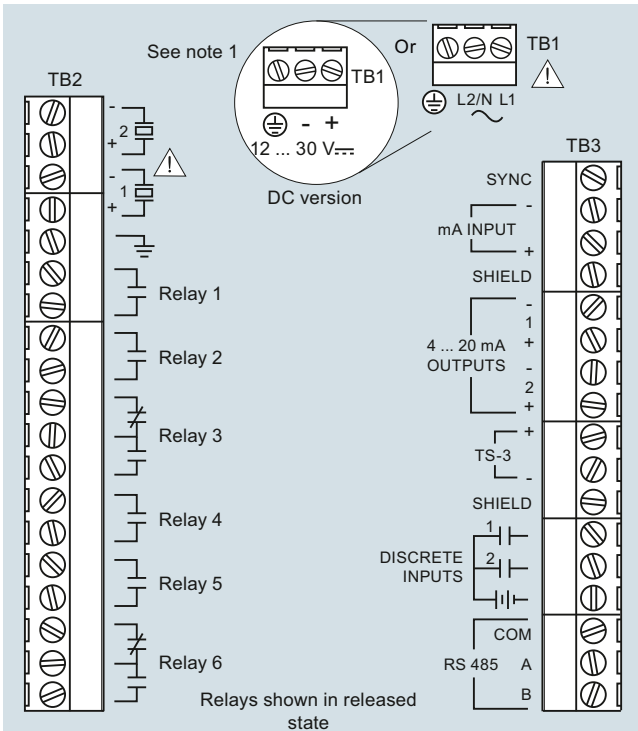 See note 1
TB1
- +
12 ... 30 V
DC version
Or
TB1
L2/N L1
TB2
-
2
+
-
1
+
Relay 1
Relay 2
Relay 3
Relay 4
Relay 5
Relay 6
Relays shown in released
state
TB3
SYNC
-
mA INPUT
+
SHIELD
-
1
+
4 ... 20 mA
OUTPUTS
-
2
+
+
TS-3
-
SHIELD
1
2
DISCRETE
INPUTS
COM
RS 485 A
B